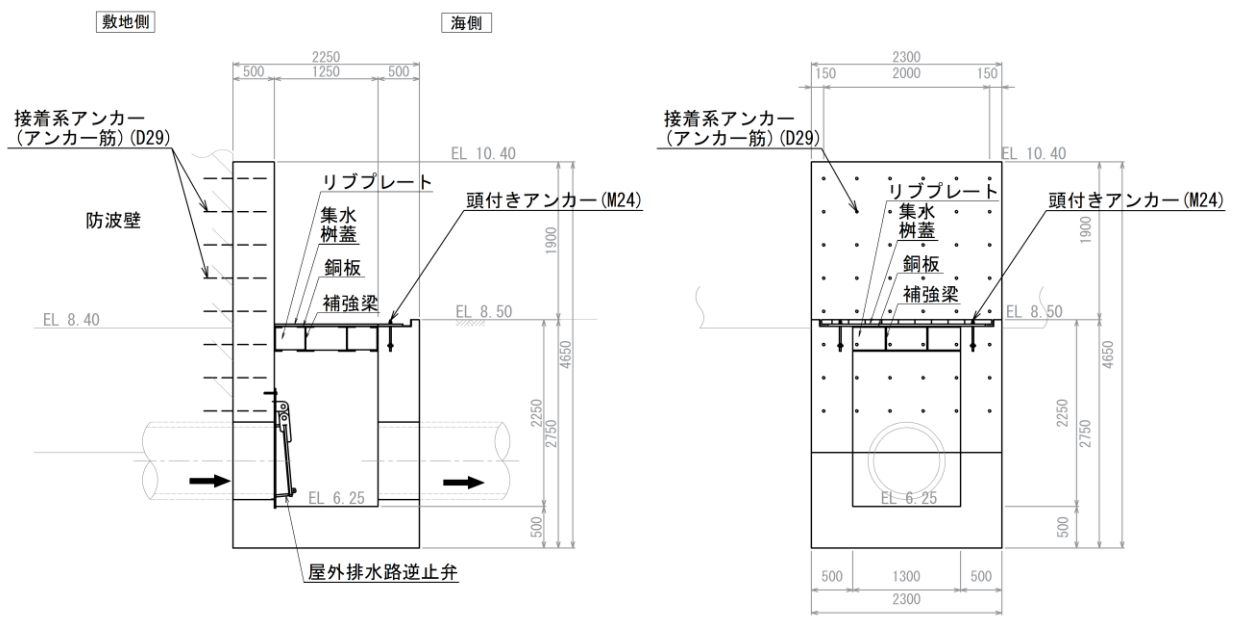 敷地側
海側
2250
500
1250
500
接着系アンカー
(アンカー筋)(D29)
EL 10.40
リブプレート
集水
桝蓋
頭付きアンカー(M24)
防波壁
銅板
補強梁
1900
EL 8.40
EL 8.50
4650
2250
2750
EL 6.25
500
屋外排水路逆止弁
2300
150
2000
150
接着系アンカー
(アンカー筋)(D29)
EL 10.40
リブプレート
集水
桝蓋
頭付きアンカー(M24)
銅板
補強梁
1900
EL 8.50
4650
2250
2750
EL 6.25
500
500
1300
500
2300